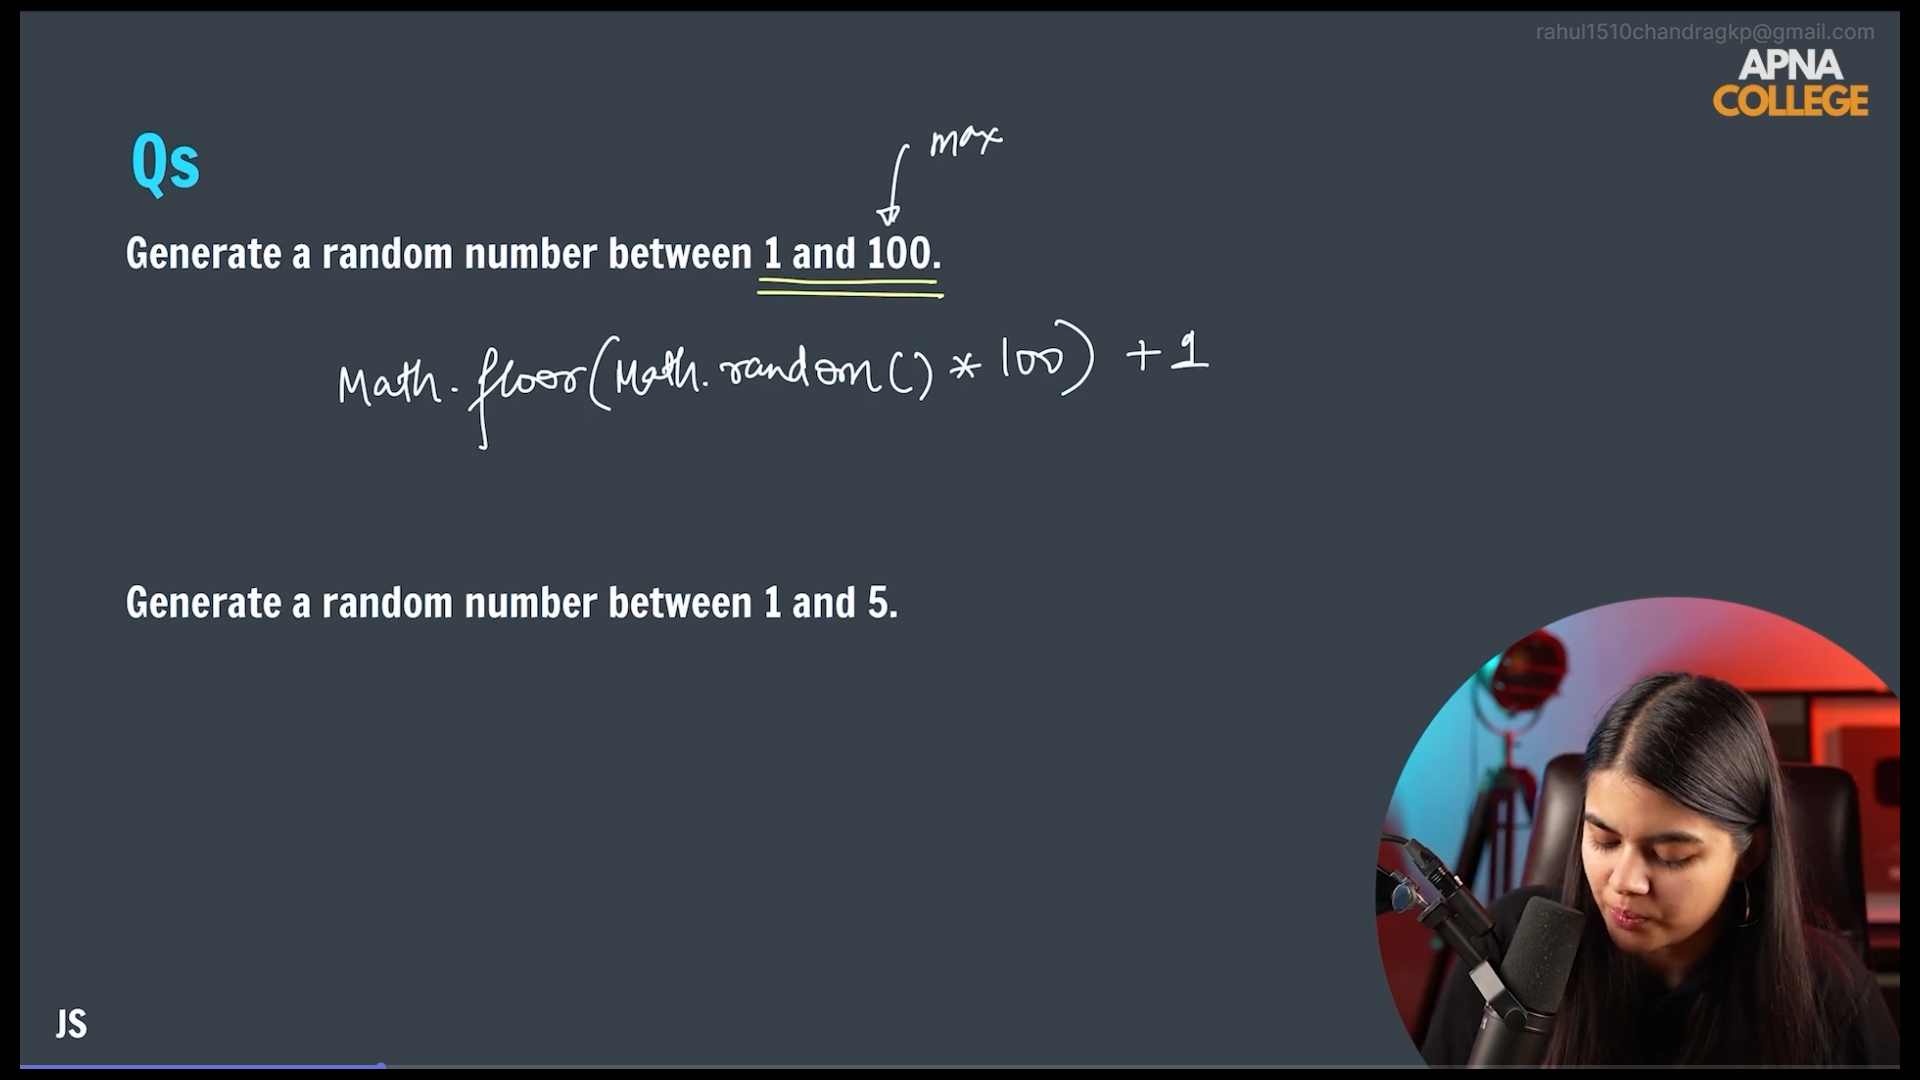 rahul1510chandragkp@gmail.com
APNA
COLLEGE
Qs
max
Generate a random number between 1 and 100.
Math.floor(Math.random() * 100) + 1
Generate a random number between 1 and 5.
JS